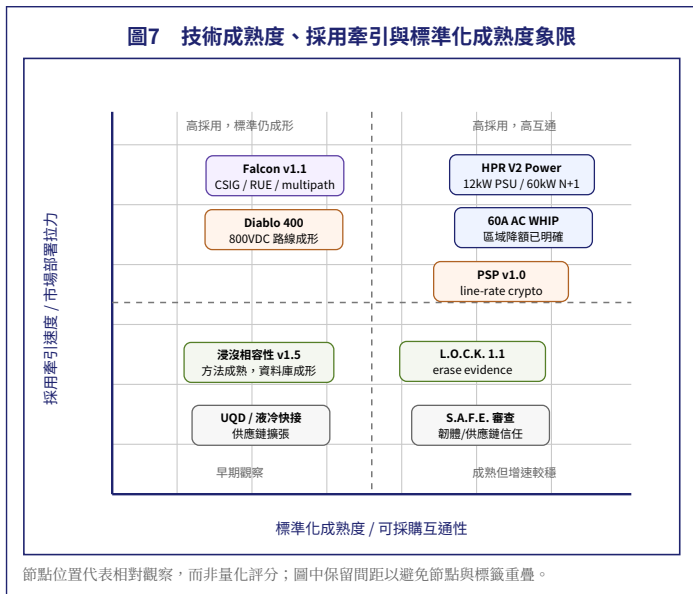 圖7 技術成熟度、採用牽引與標準化成熟度象限
高採用，標準仍成形
高採用，高互通
Falcon v1.1
CSIG / RUE / multipath
HPR V2 Power
12kW PSU / 60kW N+1
Diablo 400
800VDC 路線成形
60A AC WHIP
區域降額已明確
PSP v1.0
line-rate crypto
採用牽引速度 / 市場部署拉力
浸沒相容性 v1.5
方法成熟，資料庫成形
L.O.C.K. 1.1
erase evidence
UQD / 液冷快接
供應鏈擴張
S.A.F.E. 審查
韌體/供應鏈信任
早期觀察
成熟但增速較穩
標準化成熟度 / 可採購互通性
節點位置代表相對觀察，而非量化評分；圖中保留間距以避免節點與標籤重疊。